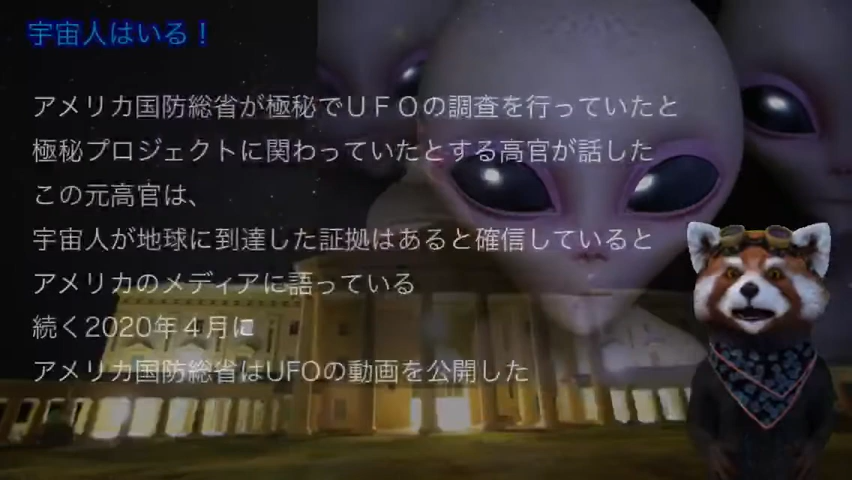 宇宙人はいる！
アメリカ国防総省が極秘でＵＦＯの調査を行っていたと
極秘プロジェクトに関わっていたとする高官が話した
この元高官は、
宇宙人が地球に到達した証拠はあると確信していると
アメリカのメディアに語っている
続く2020年４月に
アメリカ国防総省はUFOの動画を公開した